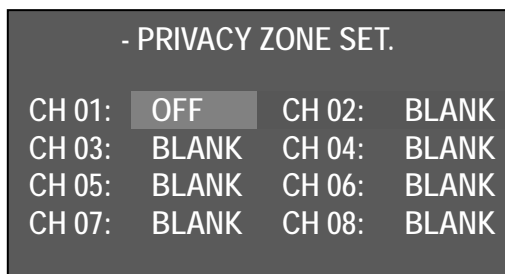 - PRIVACY ZONE SET.
CH 01: OFF CH 02: BLANK
CH 03: BLANK CH 04: BLANK
CH 05: BLANK CH 06: BLANK
CH 07: BLANK CH 08: BLANK